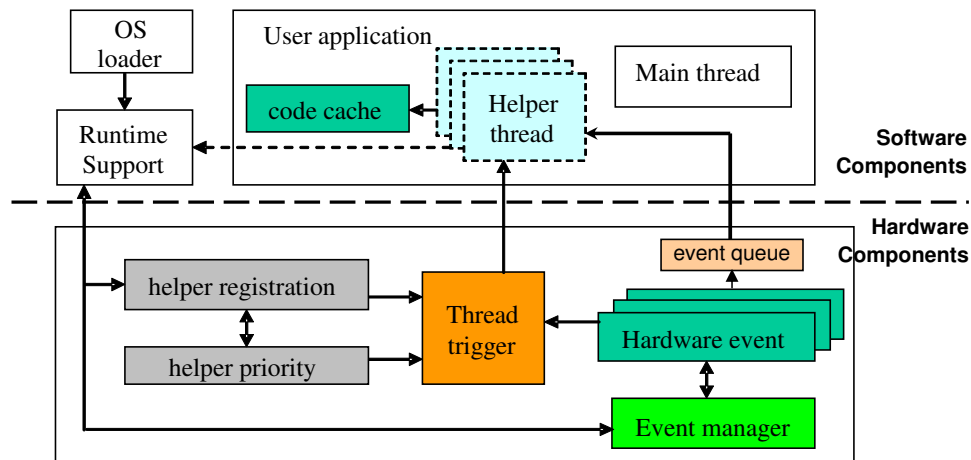 OS
loader
User application
Main thread
Helper
thread
code cache
Runtime
Support
Software
Components
Hardware
Components
event queue
helper registration
Thread
trigger
Hardware event
helper priority
Event manager